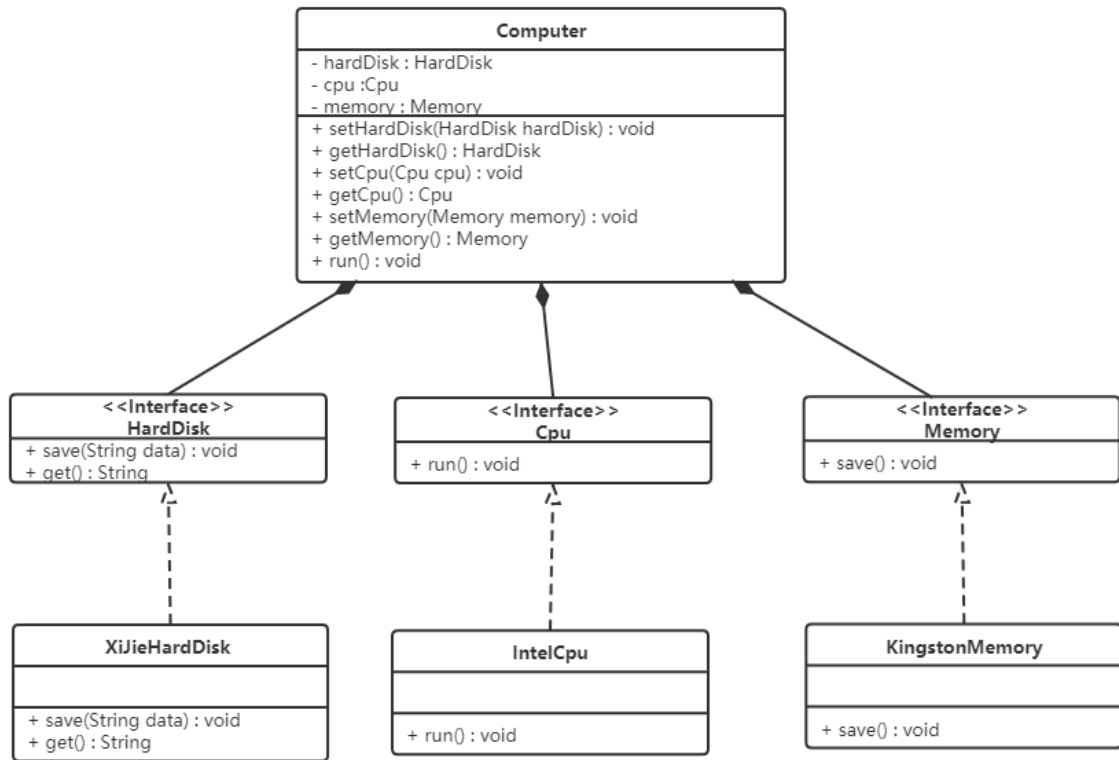 Computer
- hardDisk : HardDisk
- cpu :Cpu
- memory : Memory
+ setHardDisk(HardDisk hardDisk) : void
+ getHardDisk() : HardDisk
+ setCpu(Cpu cpu) : void
+ getCpu() : Cpu
+ setMemory(Memory memory) : void
+ getMemory() : Memory
+ run() : void
<<Interface>>
HardDisk
+ save(String data) : void
+ get() : String
<<Interface>>
Cpu
+ run() : void
<<Interface>>
Memory
+ save() : void
XiJieHardDisk
+ save(String data) : void
+ get() : String
IntelCpu
+ run() : void
KingstonMemory
+ save() : void